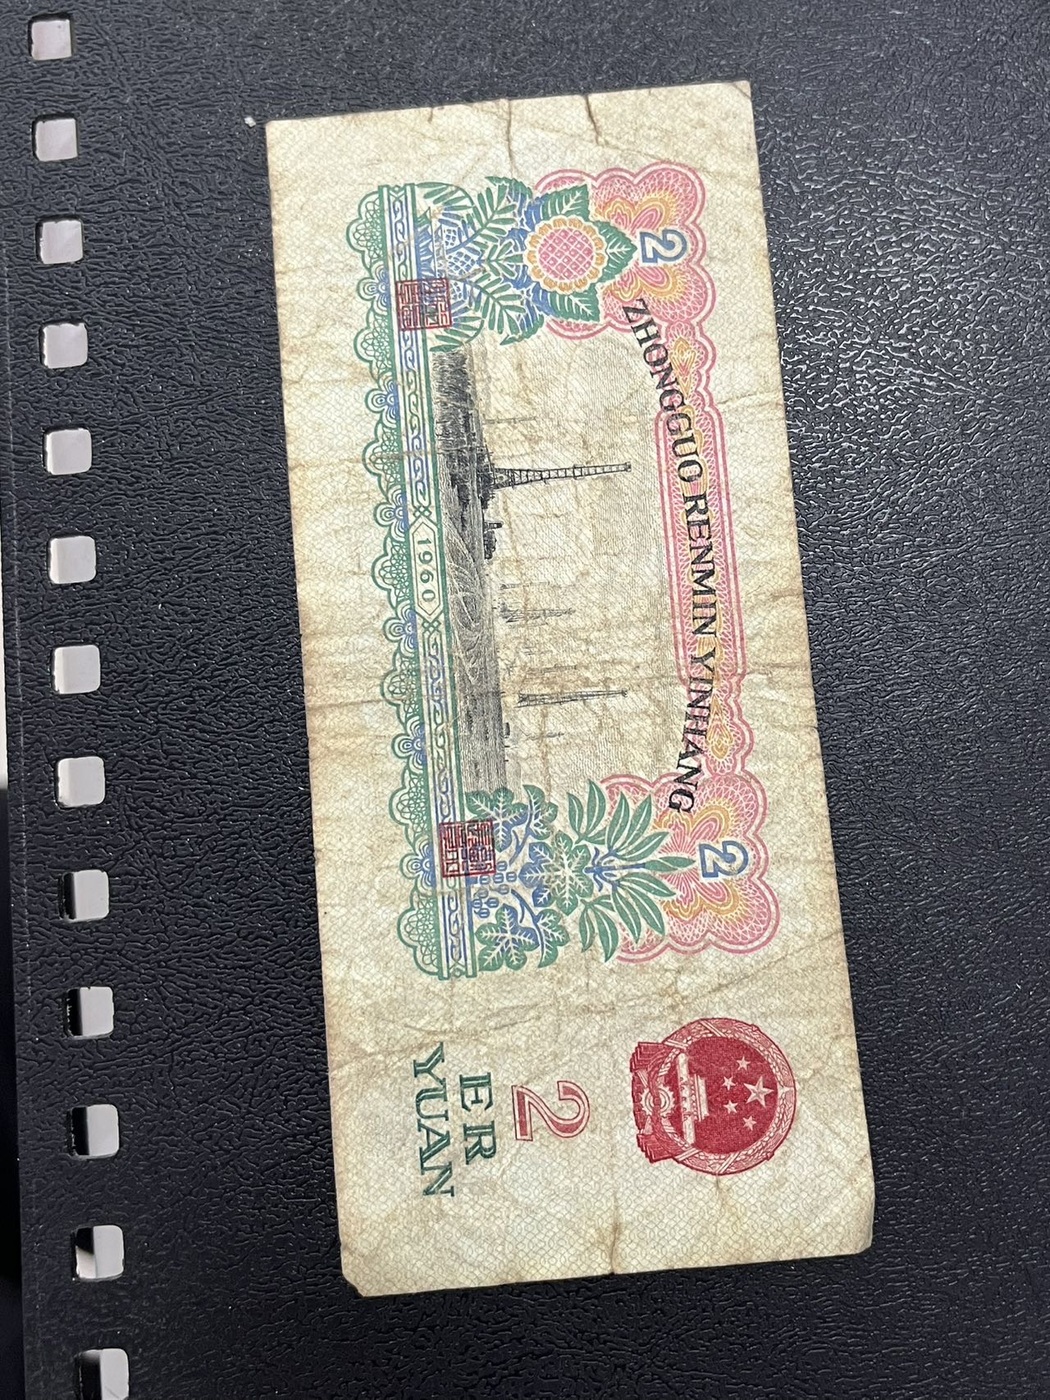 2
ZHONGGUO RENMIN YINHANG
2
1960
2
ER
YUAN